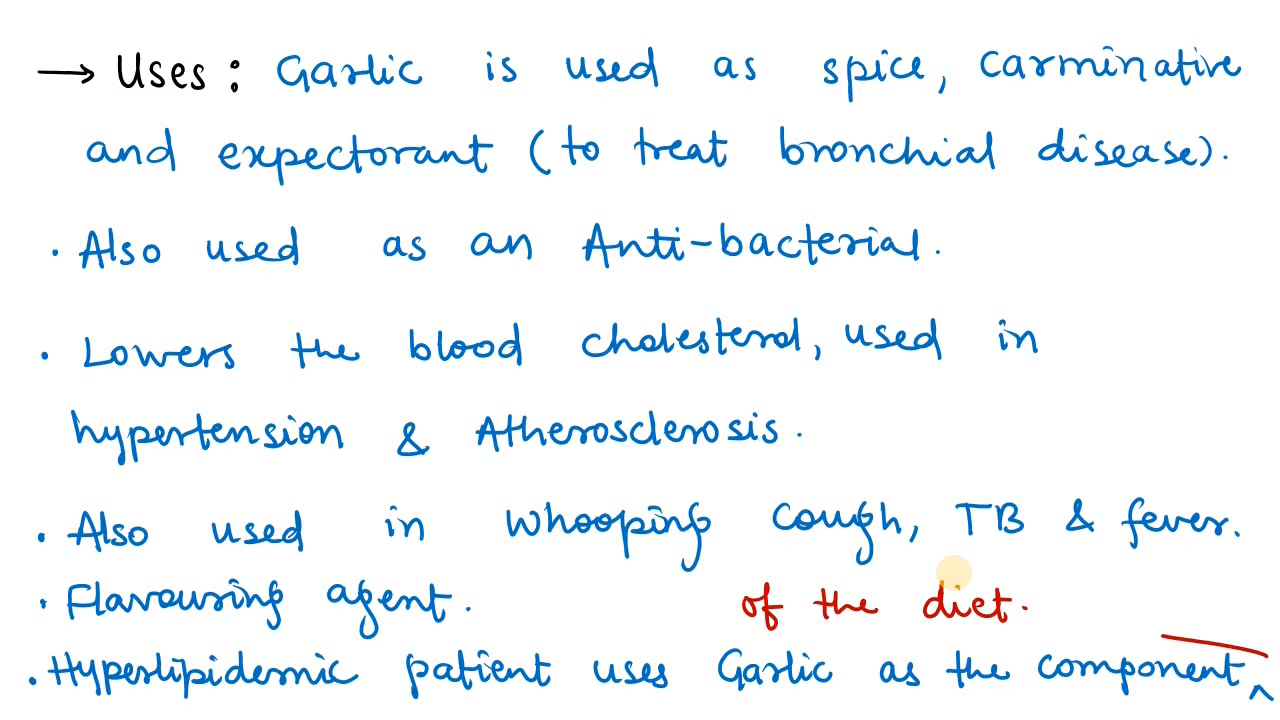 → Uses: Garlic is used as spice, Carminative
and expectorant (to treat bronchial disease).
. Also used as an Anti-bacterial.
. Lowers the blood cholesterol, used in
hypertension & Atherosclerosis.
. Also used in whooping cough, TB & fever.
. Flavouring agent.
of the diet.
. Hyperlipidemic patient uses Garlic as the component ^